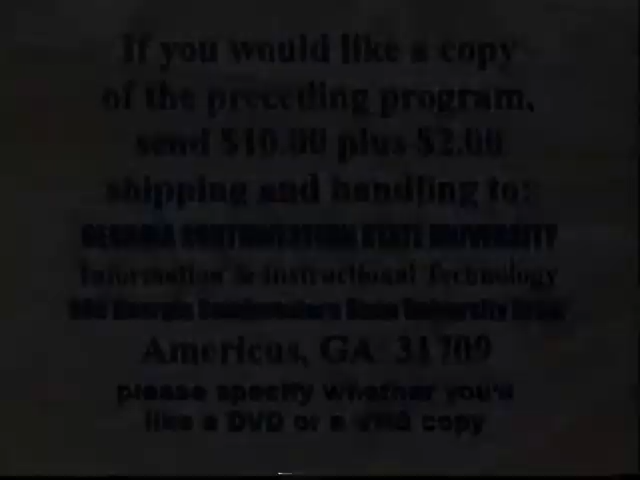 If you would like a copy
of the preceding program,
send $10.00 plus $2.00
shipping and handling to:
GEORGIA SOUTHWESTERN STATE UNIVERSITY
Information & Instructional Technology
Georgia Southwestern State University Drive
Americus, GA 31709
please specify whether you'd
like a DVD or a VHS copy